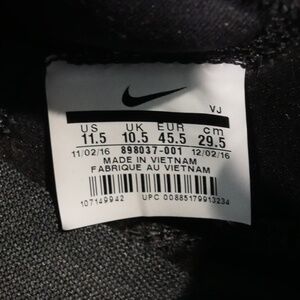 VJ
US UK EUR cm
11.5 10.5 45.5 29.5
11/02/16 898037-001 12/02/16
MADE IN VIETNAM
FABRIQUE AU VIETNAM
107149942 UPC 00885179913234